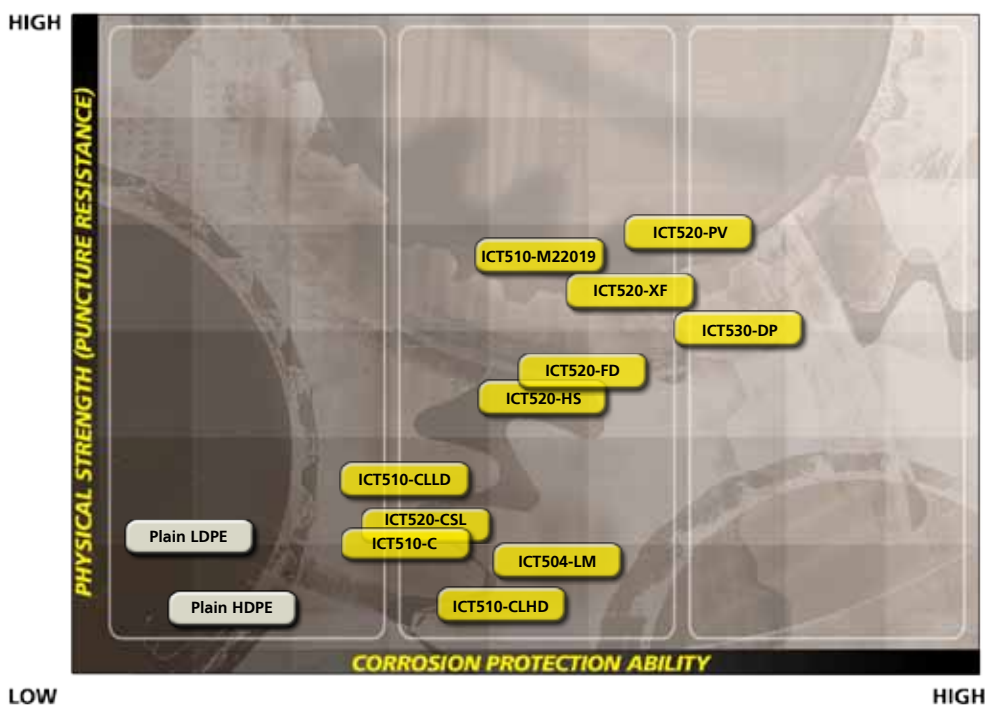 HIGH
PHYSICAL STRENGTH (PUNCTURE RESISTANCE)
ICT520-PV
ICT510-M22019
ICT520-XF
ICT530-DP
ICT520-FD
ICT520-HS
ICT510-CLLD
ICT520-CSL
Plain LDPE
ICT510-C
ICT504-LM
Plain HDPE
ICT510-CLHD
CORROSION PROTECTION ABILITY
LOW
HIGH